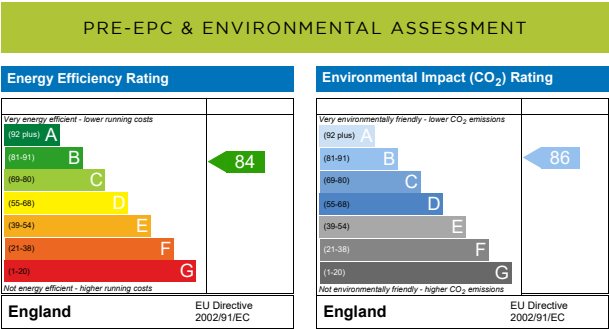 PRE-EPC & ENVIRONMENTAL ASSESSMENT
Energy Efficiency Rating
Very energy efficient - lower running costs
(92 plus) A
(81-91) B
84
(69-80) C
(55-68) D
(39-54) E
(21-38) F
(1-20) G
Not energy efficient - higher running costs
England
EU Directive
2002/91/EC
Environmental Impact (CO2) Rating
Very environmentally friendly - lower CO2 emissions
(92 plus) A
(81-91) B
86
(69-80) C
(55-68) D
(39-54) E
(21-38) F
(1-20) G
Not environmentally friendly - higher CO2 emissions
England
EU Directive
2002/91/EC